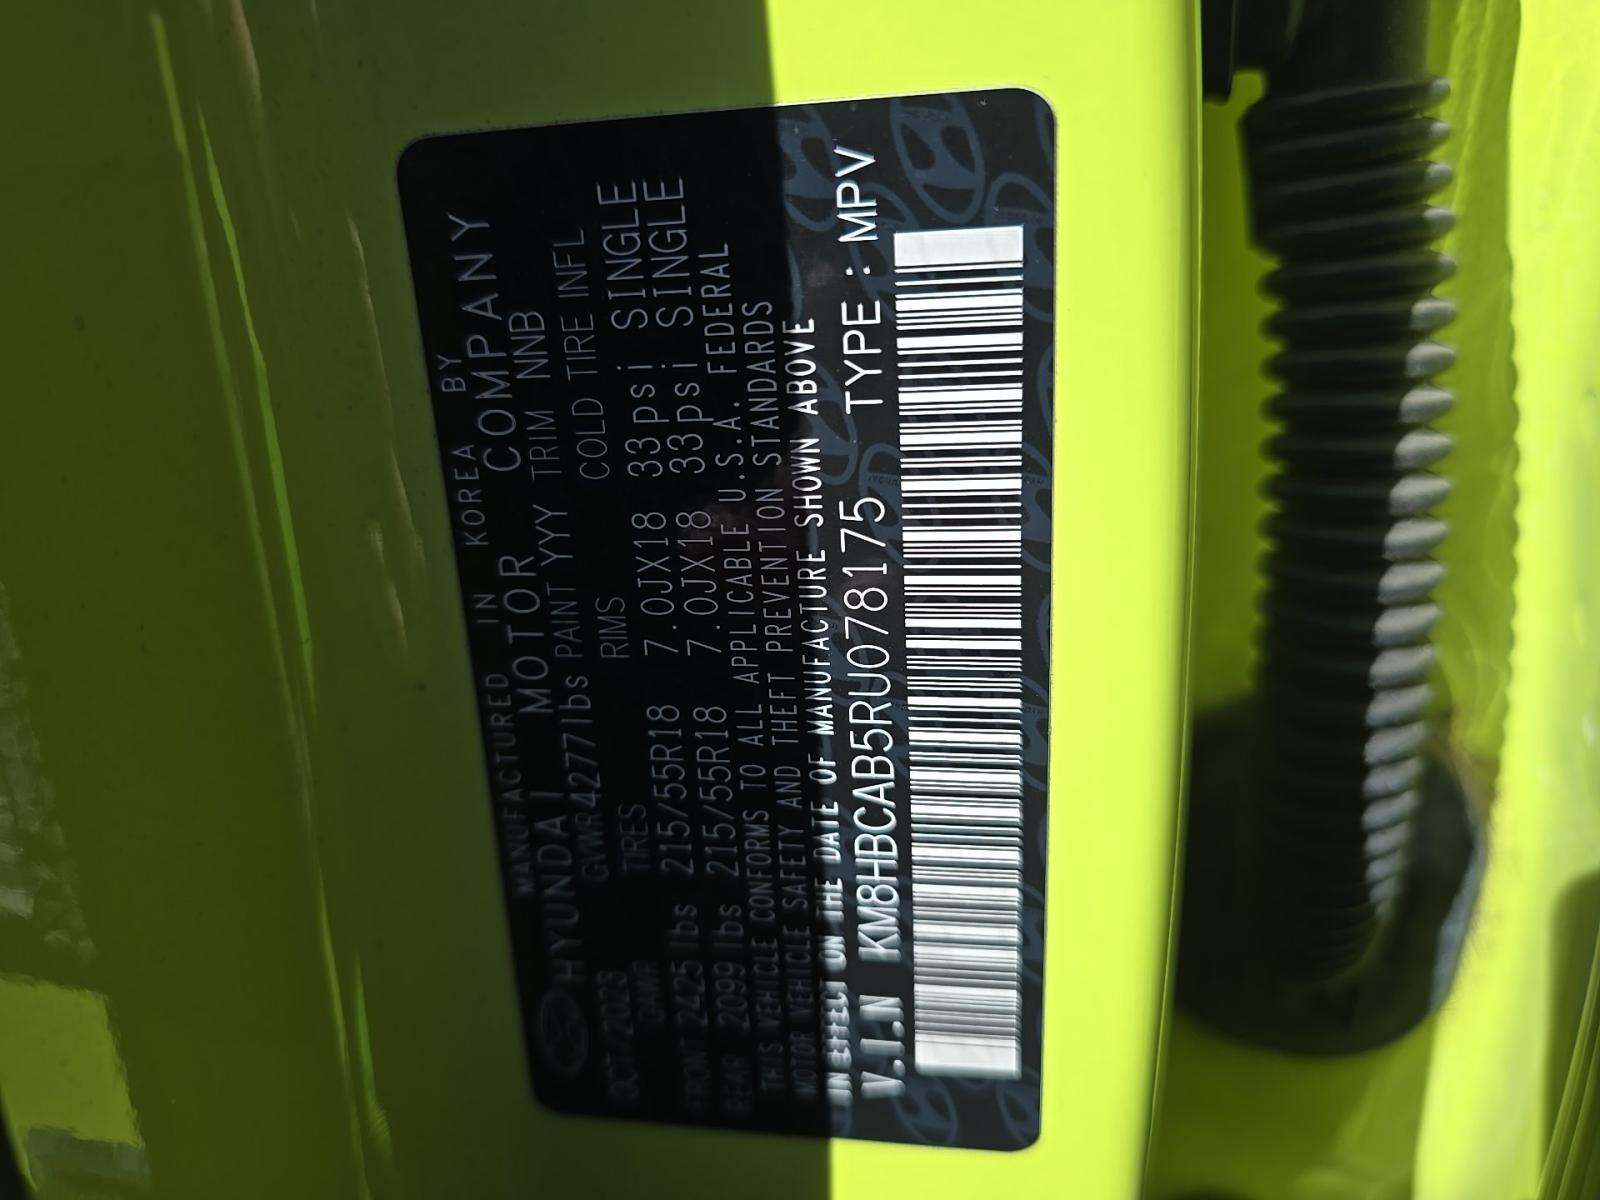 MANUFACTURED IN KOREA BY
HYUNDAI MOTOR COMPANY
GVWR 4277 lbs PAINT YYY TRIM NNB
OCT/2023
GAWR TIRES RIMS COLD TIRE INFL
FRONT 2425 lbs 215/55R18 7.0JX18 33psi SINGLE
REAR 2099 lbs 215/55R18 7.0JX18 33psi SINGLE
THIS VEHICLE CONFORMS TO ALL APPLICABLE U.S.A. FEDERAL
MOTOR VEHICLE SAFETY AND THEFT PREVENTION STANDARDS
IN EFFECT ON THE DATE OF MANUFACTURE SHOWN ABOVE
V.I.N KM8HBCAB5RU078175 TYPE : MPV